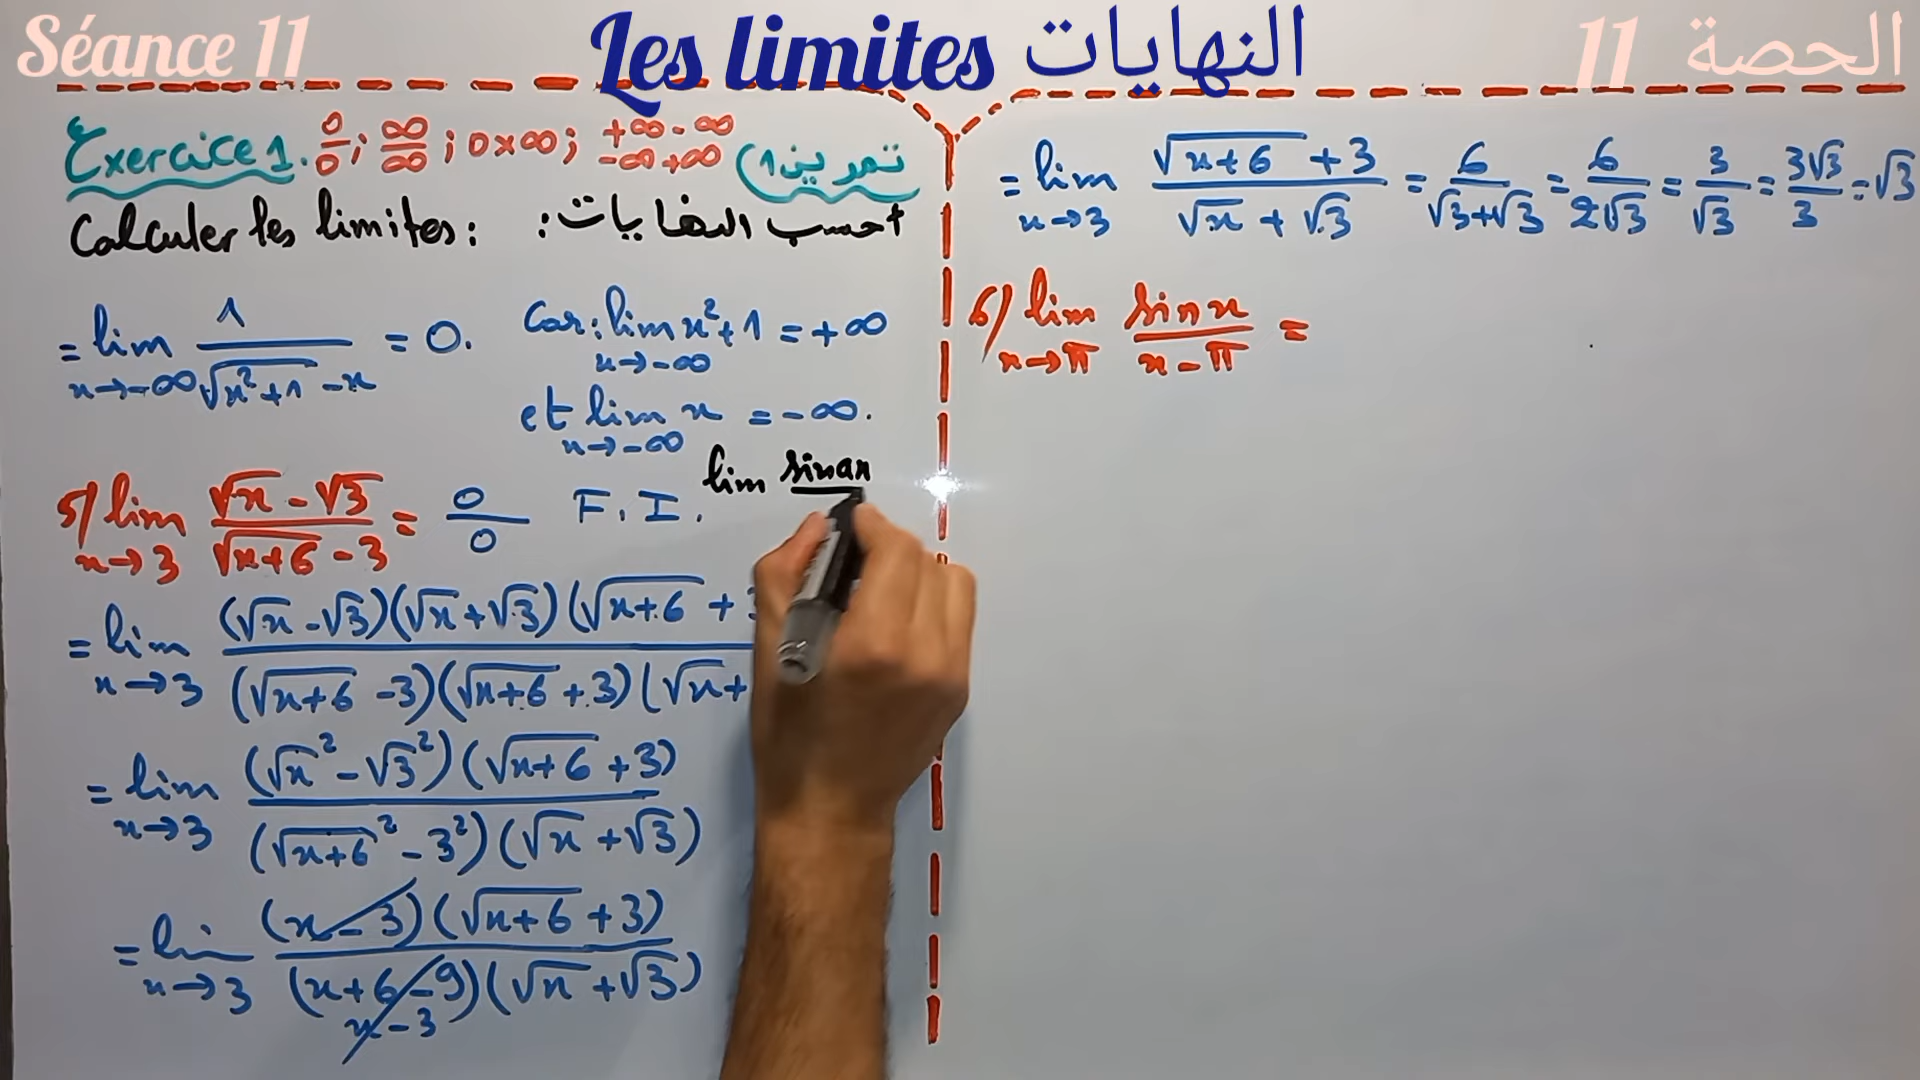 Séance 11
Les limites النهايات
الحصة 11
Exercice 1. 0/0 ; ∞/∞ ; 0×∞ ; +∞-∞ -∞+∞ تمرين 1)
Calculer les limites : احسب النهايات :
= lim x→-∞ 1/(√(x²+1) - x) = 0. Car : lim x→-∞ x²+1 = +∞
et lim x→-∞ x = -∞.
5/ lim x→3 (√x - √3)/(√(x+6) - 3) = 0/0 F.I.
lim sin ax
= lim x→3 (√x - √3)(√x + √3)(√(x+6) + 3
(√(x+6) - 3)(√(x+6) + 3)(√x +
= lim x→3 (√x² - √3²)(√(x+6) + 3)
(√(x+6)² - 3²)(√x + √3)
= lim x→3 (x - 3)(√(x+6) + 3)
(x+6-9)(√x + √3)
x-3
= lim x→3 (√(x+6) + 3)/(√x + √3) = 6/(√3+√3) = 6/(2√3) = 3/√3 = 3√3/3 = √3
6/ lim x→π sin x/(x - π) =